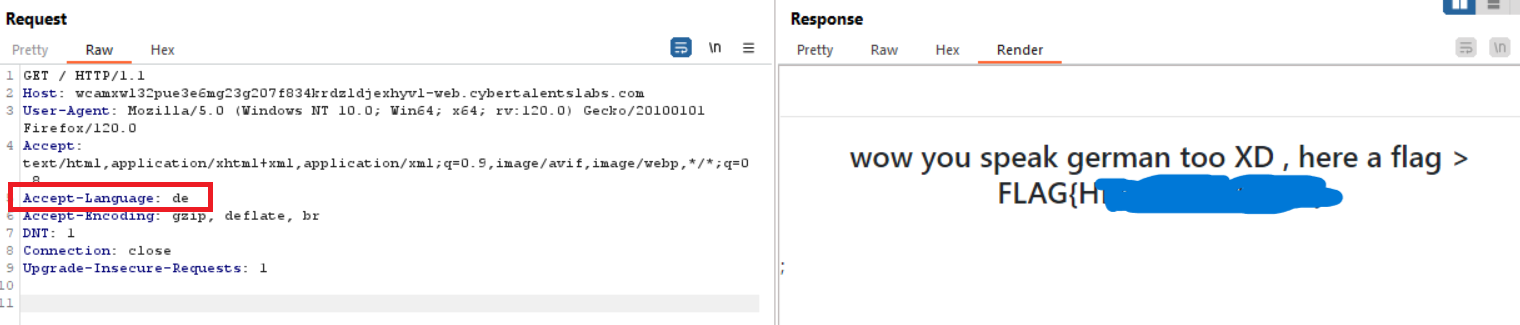 Request
Pretty Raw Hex
\n
1 GET / HTTP/1.1
2 Host: wcamxwl32pue3e6mg23g207f834krdzldjexhyvl-web.cybertalentslabs.com
3 User-Agent: Mozilla/5.0 (Windows NT 10.0; Win64; x64; rv:120.0) Gecko/20100101
Firefox/120.0
4 Accept:
text/html,application/xhtml+xml,application/xml;q=0.9,image/avif,image/webp,*/*;q=0
8
Accept-Language: de
6 Accept-Encoding: gzip, deflate, br
7 DNT: 1
8 Connection: close
9 Upgrade-Insecure-Requests: 1
10
11
Response
Pretty Raw Hex Render
\n
wow you speak german too XD , here a flag >
FLAG{H
;